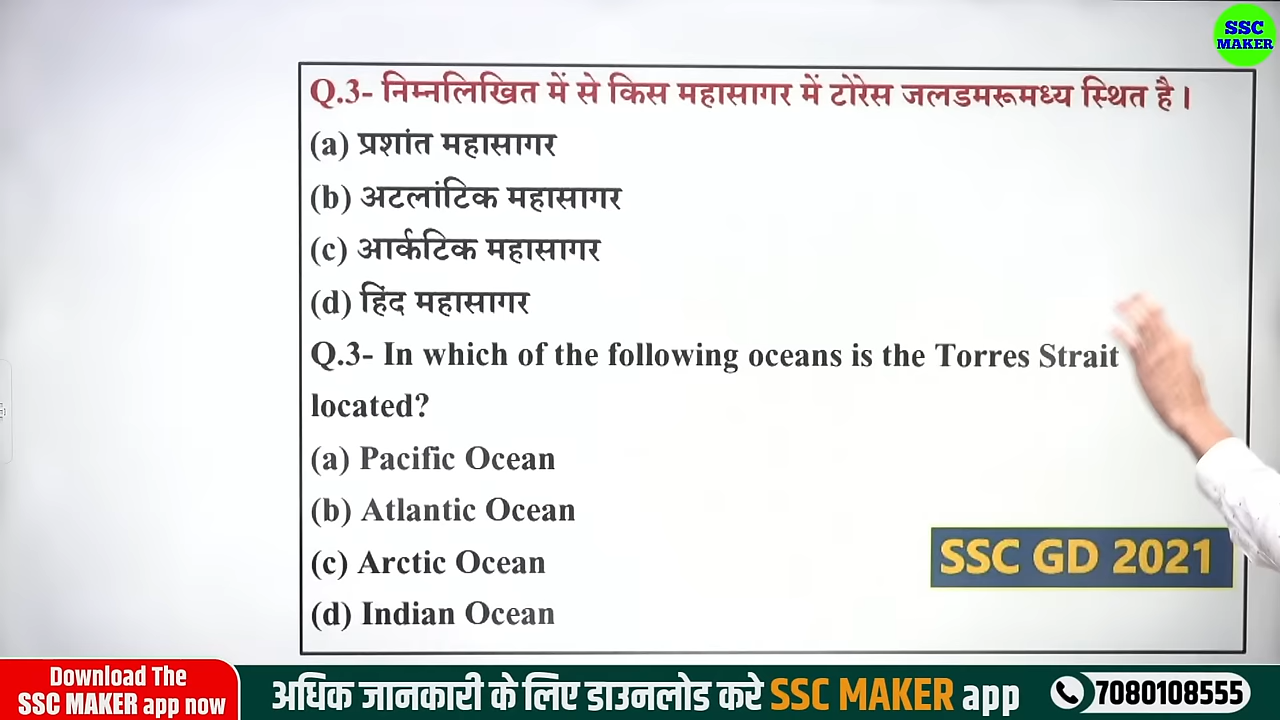 SSC
MAKER
Q.3- निम्नलिखित में से किस महासागर में टोरेस जलडमरूमध्य स्थित है।
(a) प्रशांत महासागर
(b) अटलांटिक महासागर
(c) आर्कटिक महासागर
(d) हिंद महासागर
Q.3- In which of the following oceans is the Torres Strait
located?
(a) Pacific Ocean
(b) Atlantic Ocean
(c) Arctic Ocean
(d) Indian Ocean
SSC GD 2021
Download The
SSC MAKER app now
अधिक जानकारी के लिए डाउनलोड करे SSC MAKER app
7080108555